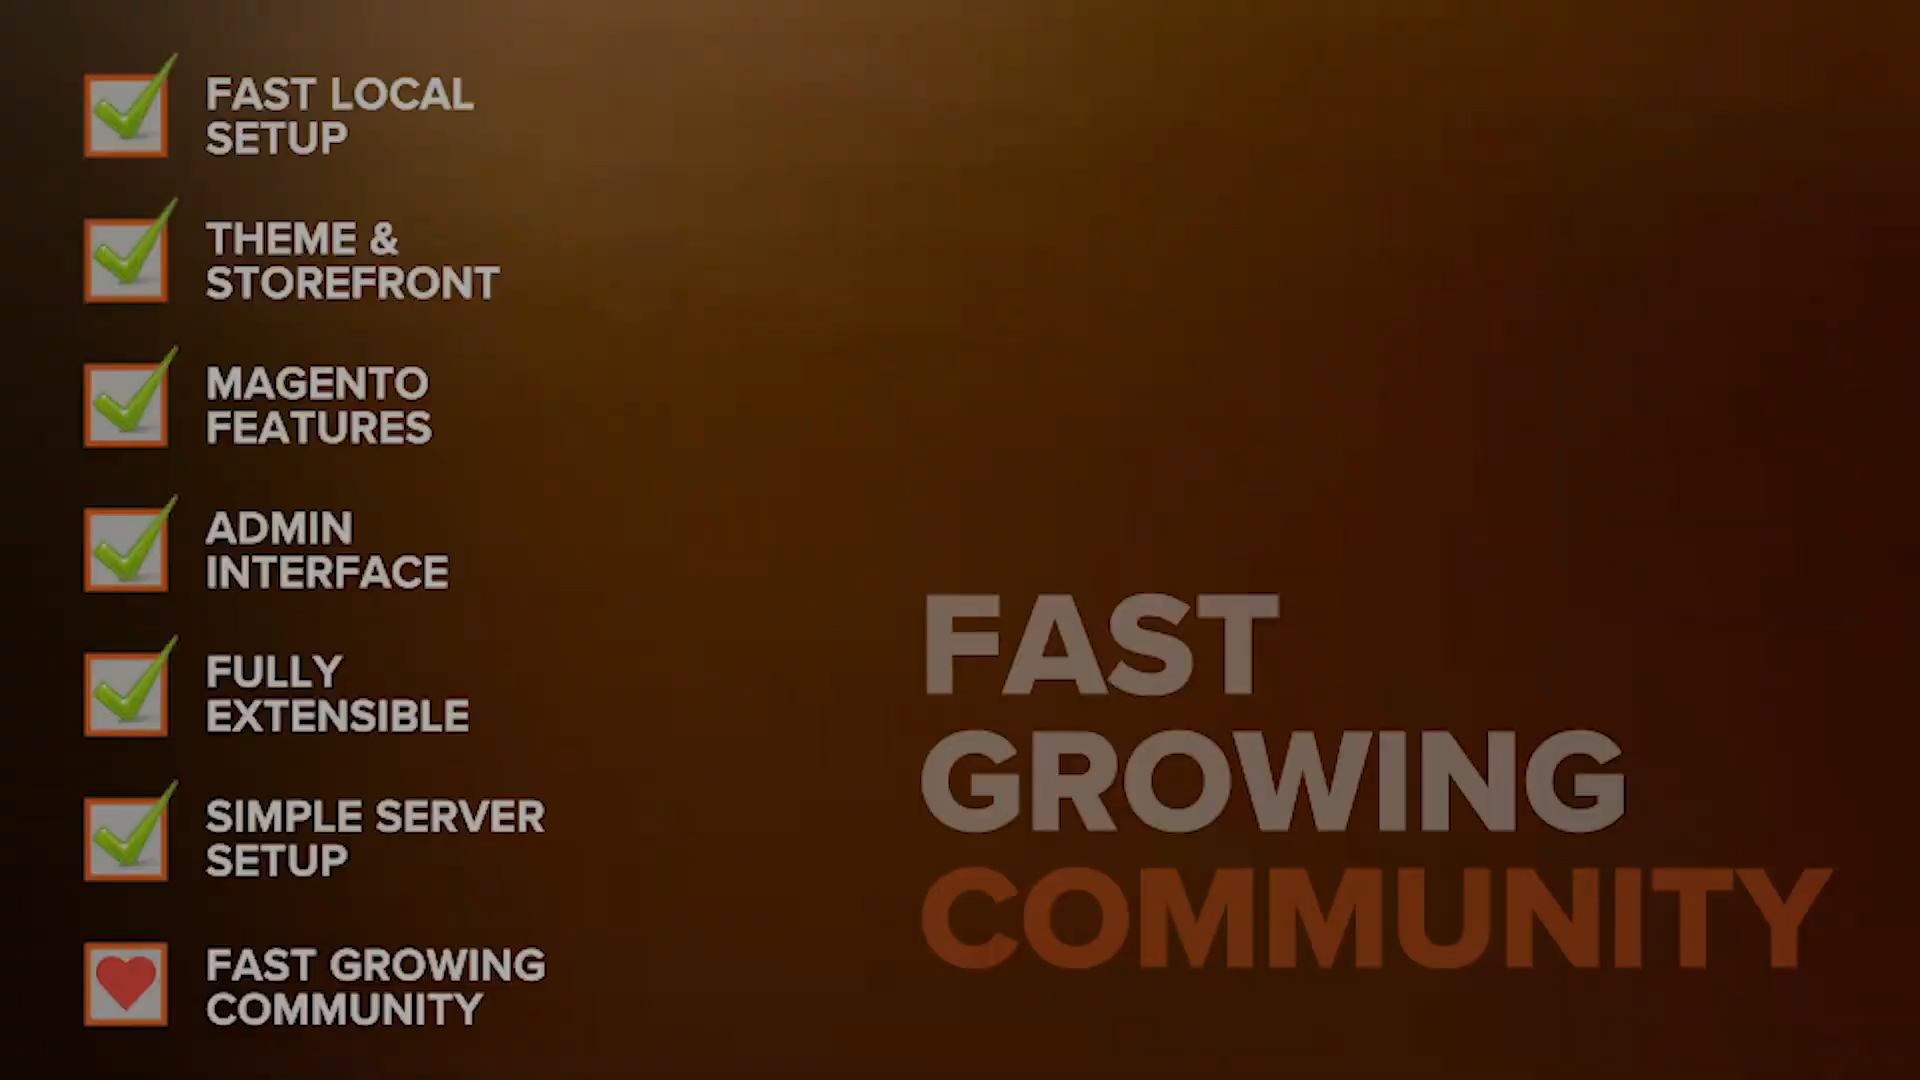 FAST LOCAL
SETUP
THEME &
STOREFRONT
MAGENTO
FEATURES
ADMIN
INTERFACE
FULLY
EXTENSIBLE
SIMPLE SERVER
SETUP
FAST GROWING
COMMUNITY
FAST
GROWING
COMMUNITY